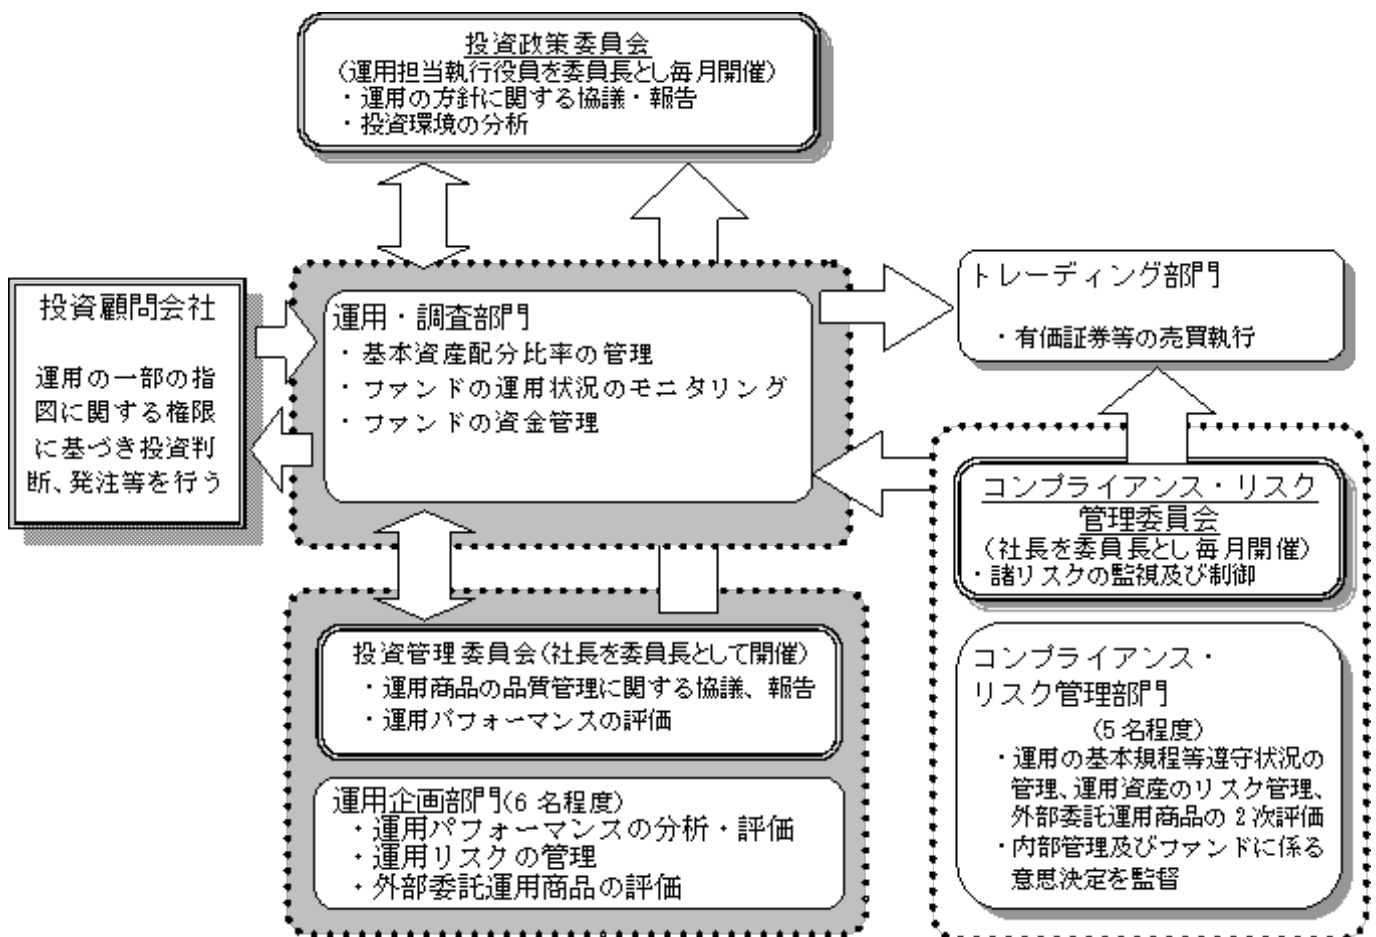 投資政策委員会
(運用担当執行役員を委員長とし毎月開催)
・運用の方針に関する協議・報告
・投資環境の分析
投資顧問会社
運用の一部の指
図に関する権限
に基づき投資判
断、発注等を行う
運用・調査部門
・基本資産配分比率の管理
・ファンドの運用状況のモニタリング
・ファンドの資金管理
トレーディング部門
・有価証券等の売買執行
コンプライアンス・リスク
管理委員会
(社長を委員長とし毎月開催)
・諸リスクの監視及び制御
コンプライアンス・
リスク管理部門
(5名程度)
・運用の基本規程等遵守状況の
管理、運用資産のリスク管理、
外部委託運用商品の2次評価
・内部管理及びファンドに係る
意思決定を監督
投資管理委員会(社長を委員長として開催)
・運用商品の品質管理に関する協議、報告
・運用パフォーマンスの評価
運用企画部門(6名程度)
・運用パフォーマンスの分析・評価
・運用リスクの管理
・外部委託運用商品の評価